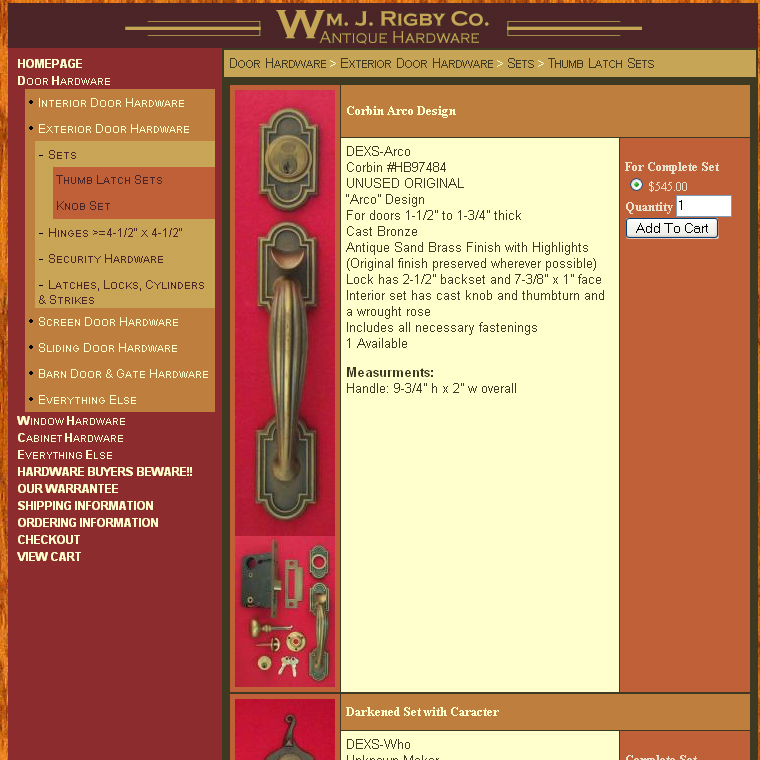 WM. J. RIGBY CO.
ANTIQUE HARDWARE
HOMEPAGE
DOOR HARDWARE
• INTERIOR DOOR HARDWARE
• EXTERIOR DOOR HARDWARE
- SETS
THUMB LATCH SETS
KNOB SET
- HINGES >=4-1/2" X 4-1/2"
- SECURITY HARDWARE
- LATCHES, LOCKS, CYLINDERS
& STRIKES
• SCREEN DOOR HARDWARE
• SLIDING DOOR HARDWARE
• BARN DOOR & GATE HARDWARE
• EVERYTHING ELSE
WINDOW HARDWARE
CABINET HARDWARE
EVERYTHING ELSE
HARDWARE BUYERS BEWARE!!
OUR WARRANTEE
SHIPPING INFORMATION
ORDERING INFORMATION
CHECKOUT
VIEW CART
DOOR HARDWARE > EXTERIOR DOOR HARDWARE > SETS > THUMB LATCH SETS
Corbin Arco Design
DEXS-Arco
Corbin #HB97484
UNUSED ORIGINAL
"Arco" Design
For doors 1-1/2" to 1-3/4" thick
Cast Bronze
Antique Sand Brass Finish with Highlights
(Original finish preserved wherever possible)
Lock has 2-1/2" backset and 7-3/8" x 1" face
Interior set has cast knob and thumbturn and
a wrought rose
Includes all necessary fastenings
1 Available
Measurments:
Handle: 9-3/4" h x 2" w overall
For Complete Set
$545.00
Quantity 1
Add To Cart
Darkened Set with Caracter
DEXS-Who
Unknown Maker
Complete Set